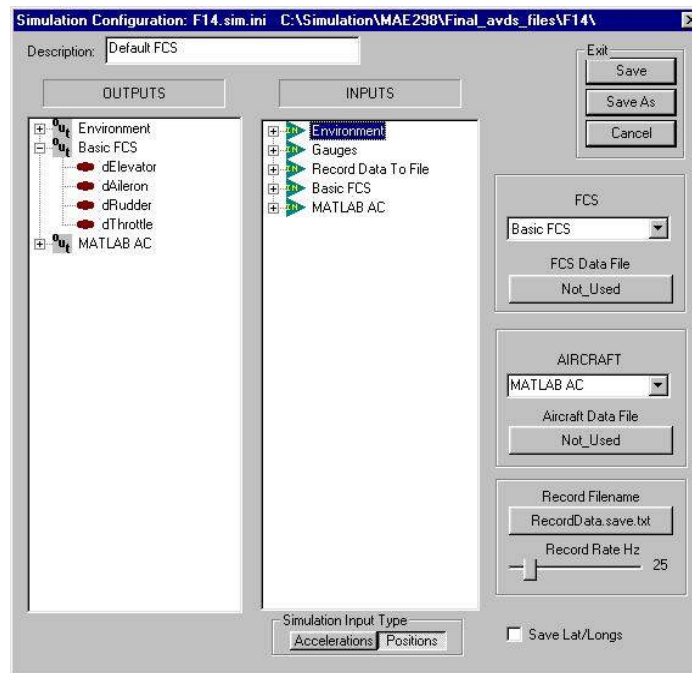 Simulation Configuration: F14.sim.ini C:\Simulation\MAE298\Final_avds_files\F14\
Description: Default FCS
OUTPUTS
Environment
Basic FCS
dElevator
dAileron
dRudder
dThrottle
MATLAB AC
INPUTS
Environment
Gauges
Record Data To File
Basic FCS
MATLAB AC
Simulation Input Type
Accelerations Positions
Exit
Save
Save As
Cancel
FCS
Basic FCS
FCS Data File
Not_Used
AIRCRAFT
MATLAB AC
Aircraft Data File
Not_Used
Record Filename
RecordData.save.txt
Record Rate Hz
25
Save Lat/Longs